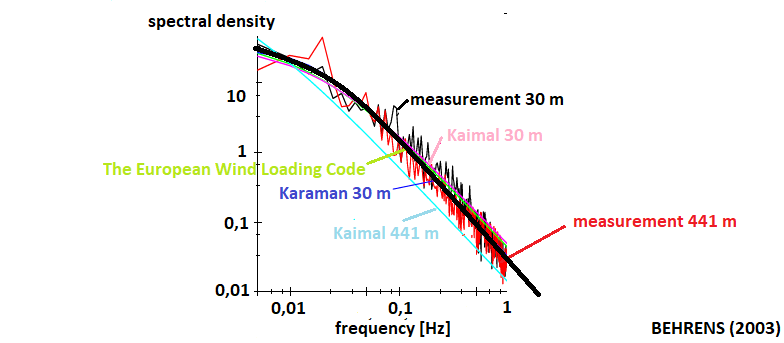 spectral density
10
measurement 30 m
1
Kaimal 30 m
The European Wind Loading Code
Karaman 30 m
0,1
measurement 441 m
Kaimal 441 m
0,01
0,01
0,1
1
frequency [Hz]
BEHRENS (2003)